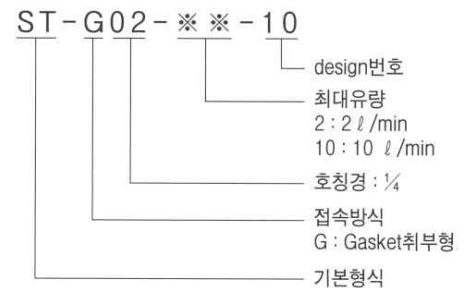 ST-G02-※※-10
design번호
최대유량
2 : 2ℓ/min
10 : 10 ℓ/min
호칭경 : ¼
접속방식
G : Gasket취부형
기본형식